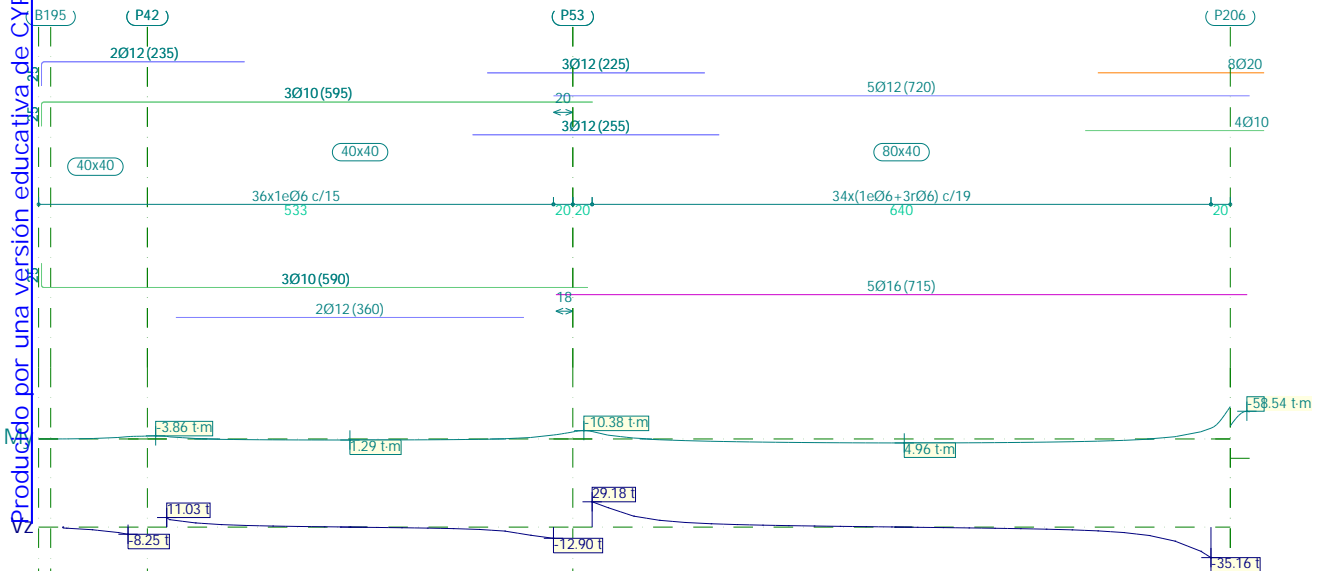 B195 P42 P53 P206
2Ø12 (235)
25
3Ø12 (225)
8Ø20
5Ø12 (720)
3Ø10 (595)
20
25
3Ø12 (255)
4Ø10
40x40
40x40
80x40
36x1eØ6 c/15
34x(1eØ6+3rØ6) c/19
533
20 20
640
20
25
3Ø10 (590)
5Ø16 (715)
18
2Ø12 (360)
-58.54 t·m
-3.86 t·m
-10.38 t·m
1.29 t·m
4.96 t·m
29.18 t
11.03 t
Vz
-8.25 t
-12.90 t
-35.16 t
Producido por una versión educativa de